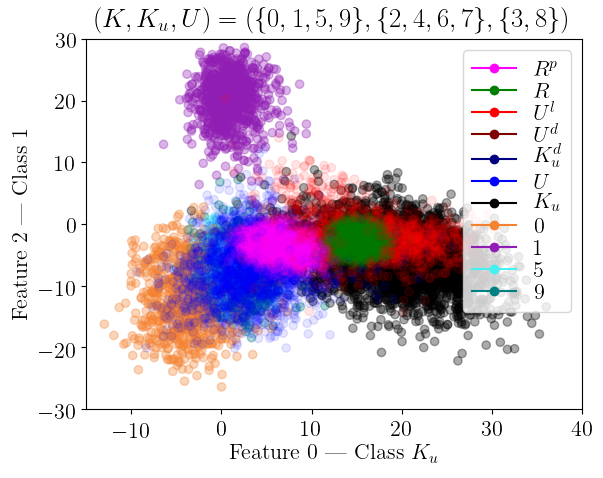 (K, K_u, U) = ({0, 1, 5, 9}, {2, 4, 6, 7}, {3, 8})
30
20
10
0
−10
−20
−30
Feature 2 — Class 1
R^p
R
U^l
U^d
K_u^d
U
K_u
0
1
5
9
−10
0
10
20
30
40
Feature 0 — Class K_u